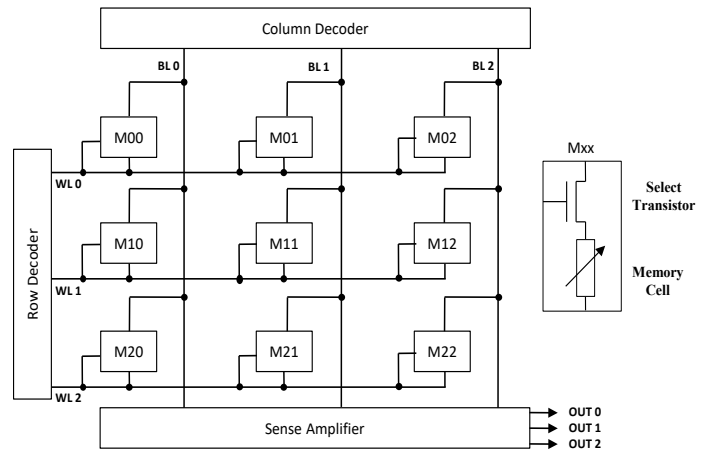 Column Decoder
BL 0
BL 1
BL 2
M00
M01
M02
WL 0
M10
M11
M12
WL 1
M20
M21
M22
WL 2
Row Decoder
Sense Amplifier
OUT 0
OUT 1
OUT 2
Mxx
Select
Transistor
Memory
Cell